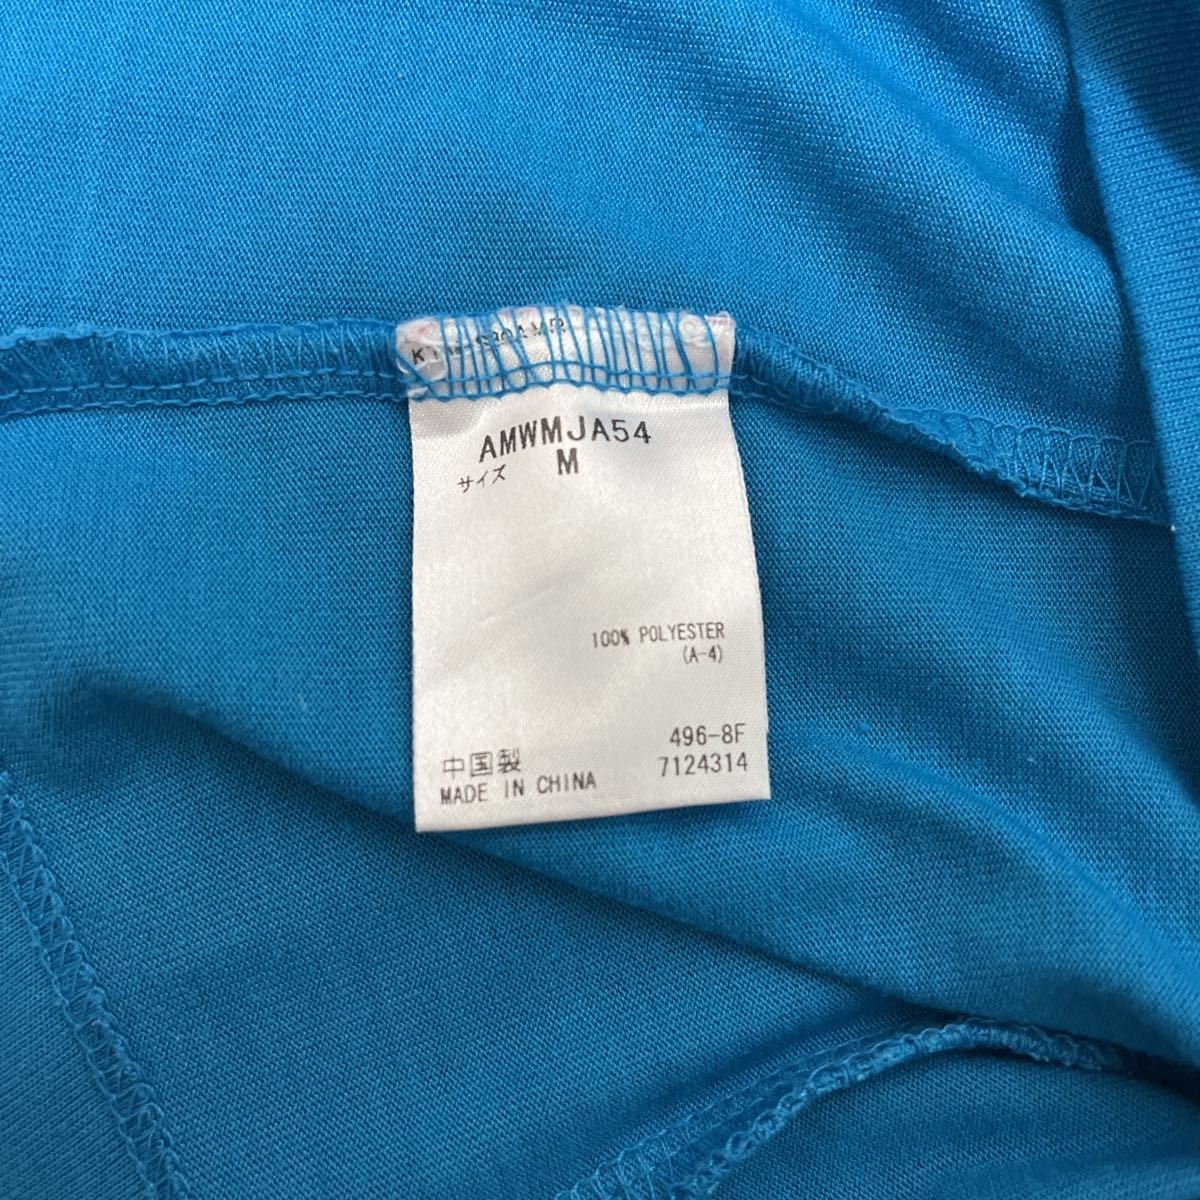 AMWMJA54
サイズ M
100% POLYESTER
(A-4)
496-8F
中国製 7124314
MADE IN CHINA